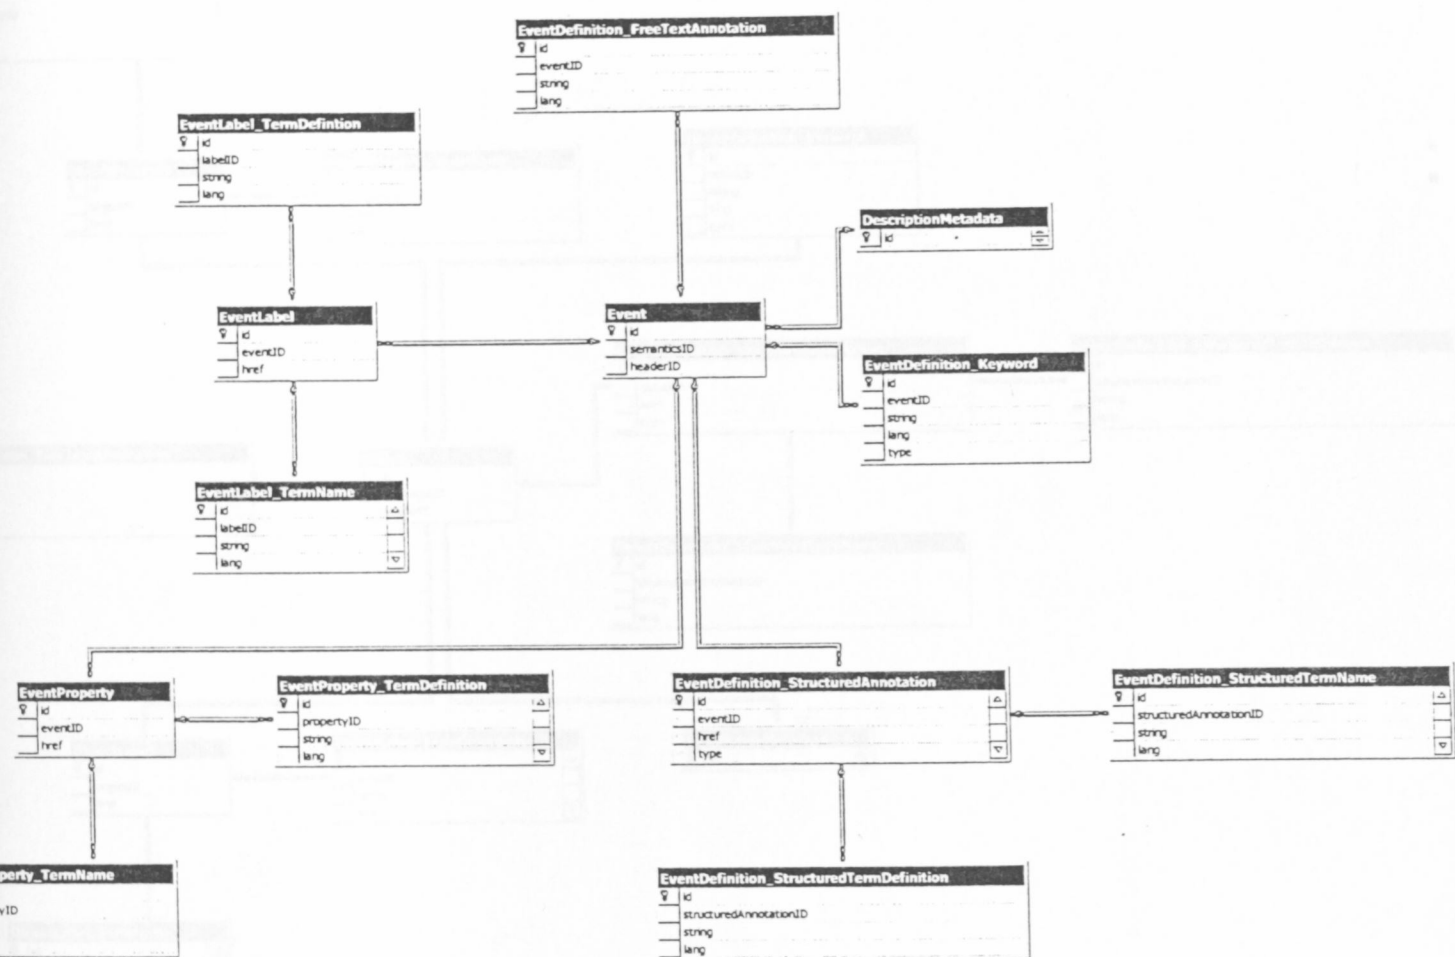 EventDefinition_FreeTextAnnotation
id
eventID
string
lang
EventLabel_TermDefintion
id
labelID
string
lang
DescriptionMetadata
id
EventLabel
id
eventID
href
Event
id
semanticsID
headerID
EventDefinition_Keyword
id
eventID
string
lang
type
EventLabel_TermName
id
labelID
string
lang
EventProperty
id
eventID
href
EventProperty_TermDefinition
id
propertyID
string
lang
EventDefinition_StructuredAnnotation
id
eventID
href
type
EventDefinition_StructuredTermName
id
structuredAnnotationID
string
lang
perty_TermName
yID
EventDefinition_StructuredTermDefinition
id
structuredAnnotationID
string
lang